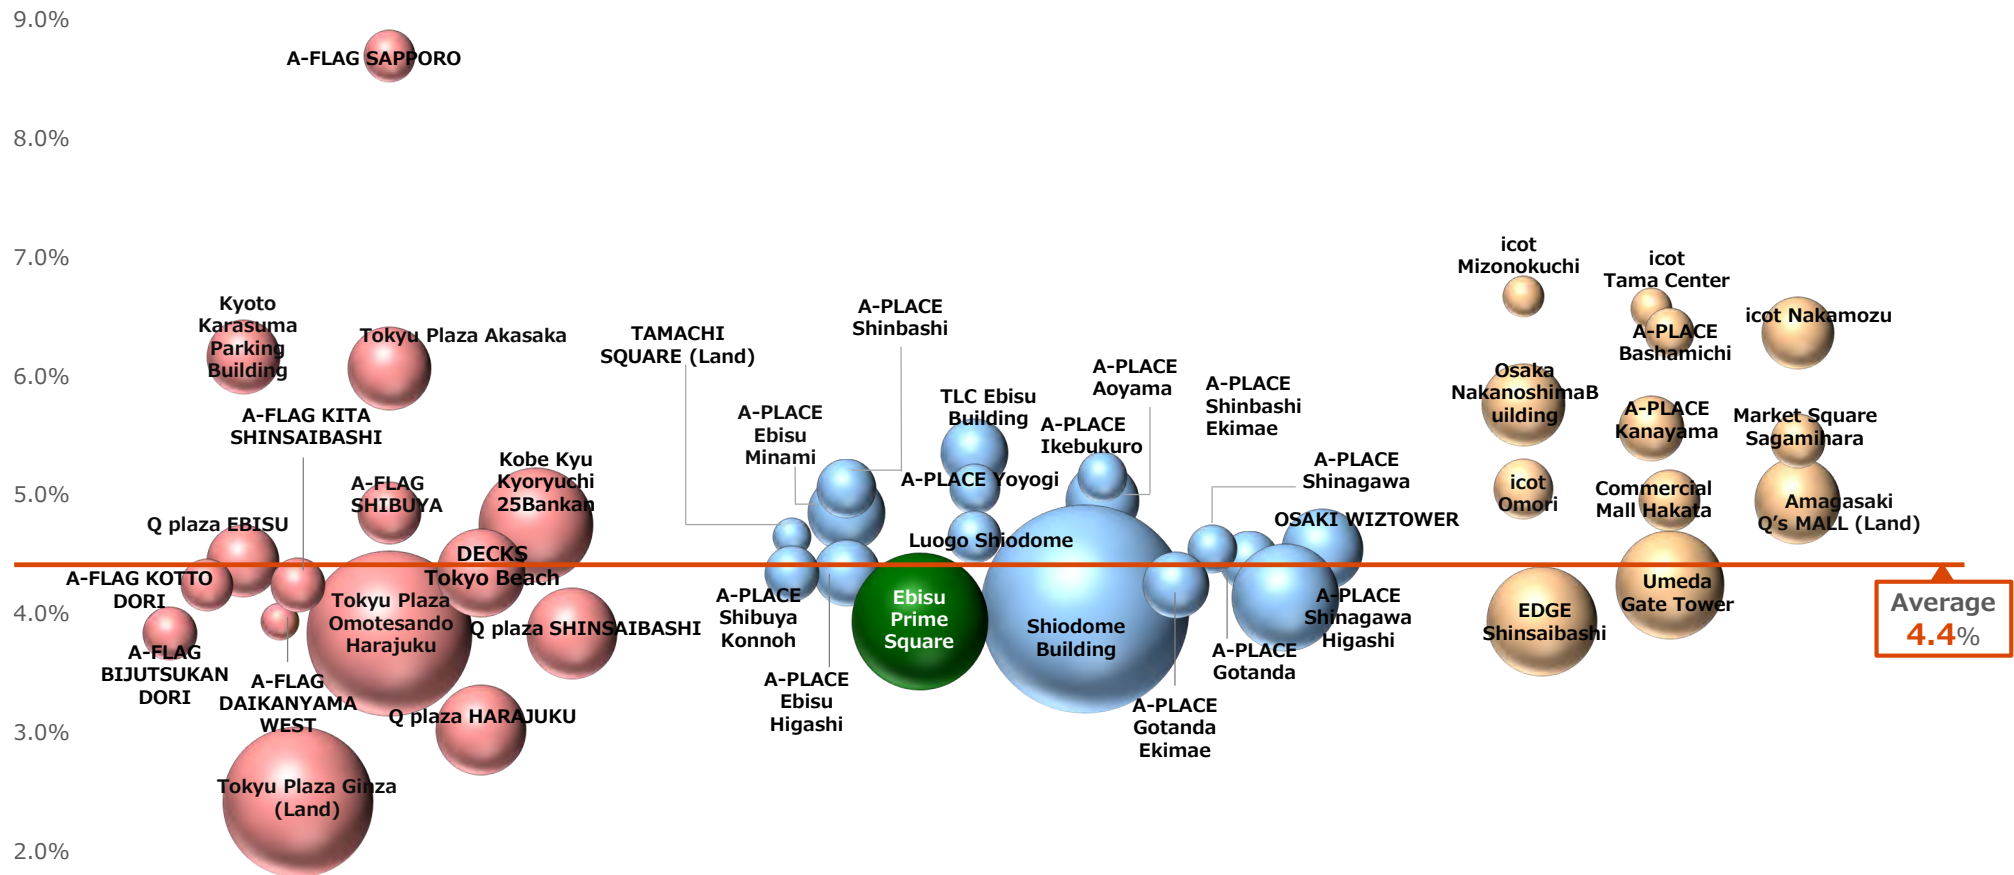 9.0%
8.0%
7.0%
6.0%
5.0%
4.0%
3.0%
2.0%
A-FLAG SAPPORO
Kyoto
Karasuma
Parking
Building
Tokyu Plaza Akasaka
A-FLAG KITA
SHINSAIBASHI
A-FLAG
SHIBUYA
Kobe Kyu
Kyoryuchi
25Bankan
Q plaza EBISU
DECKS
Tokyo Beach
A-FLAG KOTTO
DORI
Tokyu Plaza
Omotesando
Harajuku
Q plaza SHINSAIBASHI
A-FLAG
BIJUTSUKAN
DORI
A-FLAG
DAIKANYAMA
WEST
Q plaza HARAJUKU
Tokyu Plaza Ginza
(Land)
TAMACHI
SQUARE (Land)
A-PLACE
Shinbashi
A-PLACE
Ebisu
Minami
TLC Ebisu
Building
A-PLACE
Aoyama
A-PLACE
Ikebukuro
A-PLACE
Shinbashi
Ekimae
A-PLACE Yoyogi
A-PLACE
Shinagawa
Luogo Shiodome
OSAKI WIZTOWER
A-PLACE
Shibuya
Konnoh
Ebisu
Prime
Square
Shiodome
Building
A-PLACE
Shinagawa
Higashi
A-PLACE
Gotanda
A-PLACE
Ebisu
Higashi
A-PLACE
Gotanda
Ekimae
icot
Mizonokuchi
icot
Tama Center
A-PLACE
Bashamichi
icot Nakamozu
Osaka
NakanoshimaB
uilding
A-PLACE
Kanayama
Market Square
Sagamihara
icot
Omori
Commercial
Mall Hakata
Amagasaki
Q's MALL (Land)
EDGE
Shinsaibashi
Umeda
Gate Tower
Average
4.4%